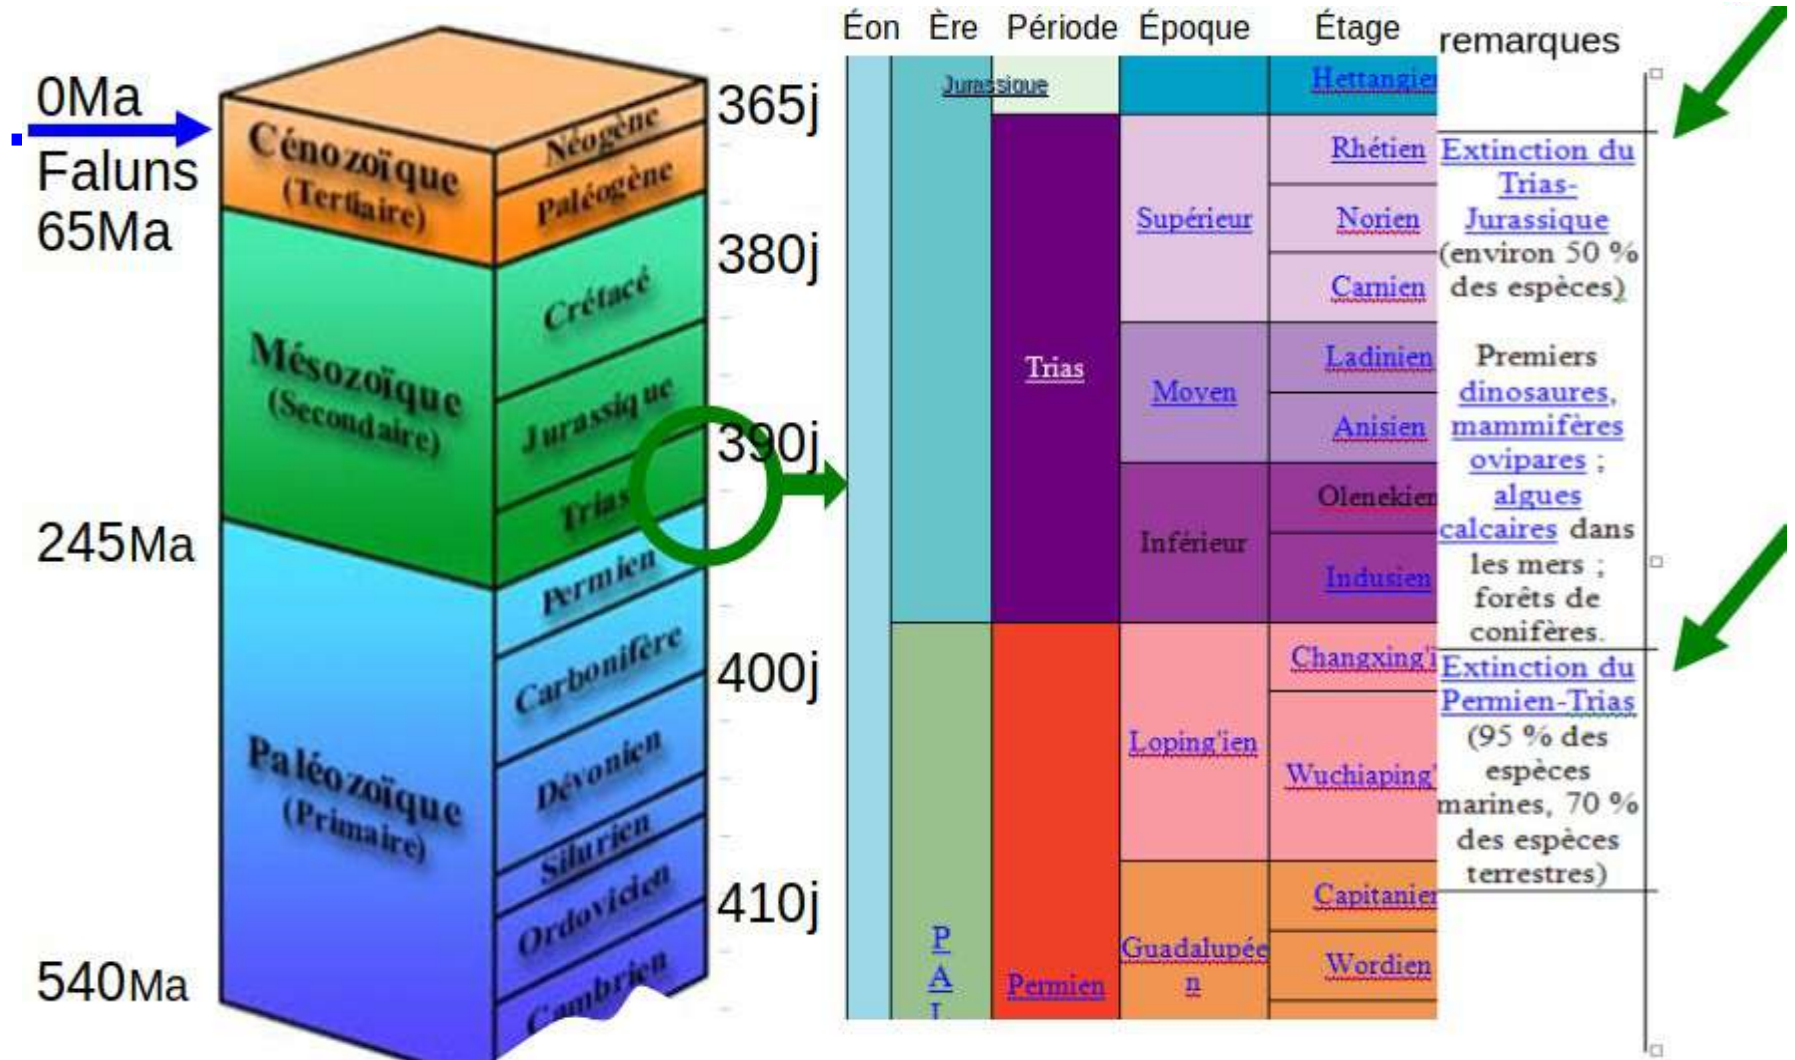 0Ma
Faluns
65Ma
245Ma
540Ma
Cénozoïque
(Tertiaire)
Mésozoïque
(Secondaire)
Paléozoïque
(Primaire)
Néogène
Paléogène
Crétacé
Jurassique
Trias
Permien
Carbonifère
Dévonien
Silurien
Ordovicien
Cambrien
365j
380j
390j
400j
410j
Éon Ère Période Époque Étage remarques
Jurassique
Hettangien
Trias
Supérieur
Rhétien
Norien
Carnien
Moyen
Ladinien
Anisien
Inférieur
Olenekien
Indusien
P
A
Permien
Loping'ien
Changxing'i
Wuchiaping'
Guadalupée
n
Capitanien
Wordien
Extinction du
Trias-
Jurassique
(environ 50 %
des espèces)
Premiers
dinosaures,
mammifères
ovipares ;
algues
calcaires dans
les mers ;
forêts de
conifères.
Extinction du
Permien-Trias
(95 % des
espèces
marines, 70 %
des espèces
terrestres)